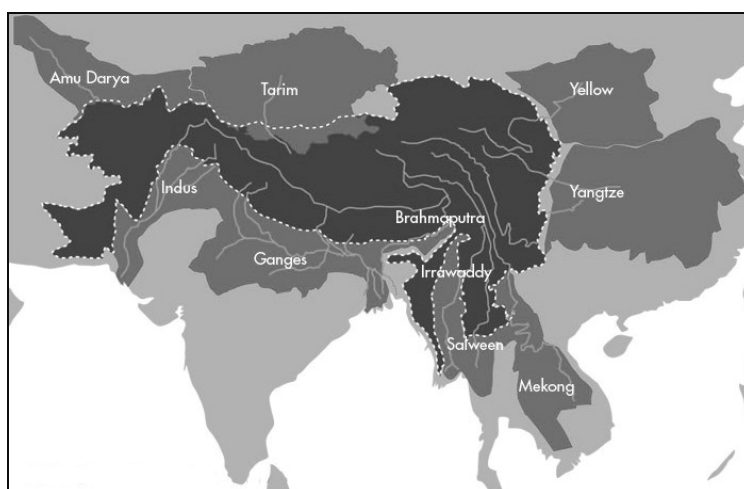 Amu Darya
Tarim
Yellow
Indus
Yangtze
Brahmaputra
Ganges
Irrawaddy
Salween
Mekong